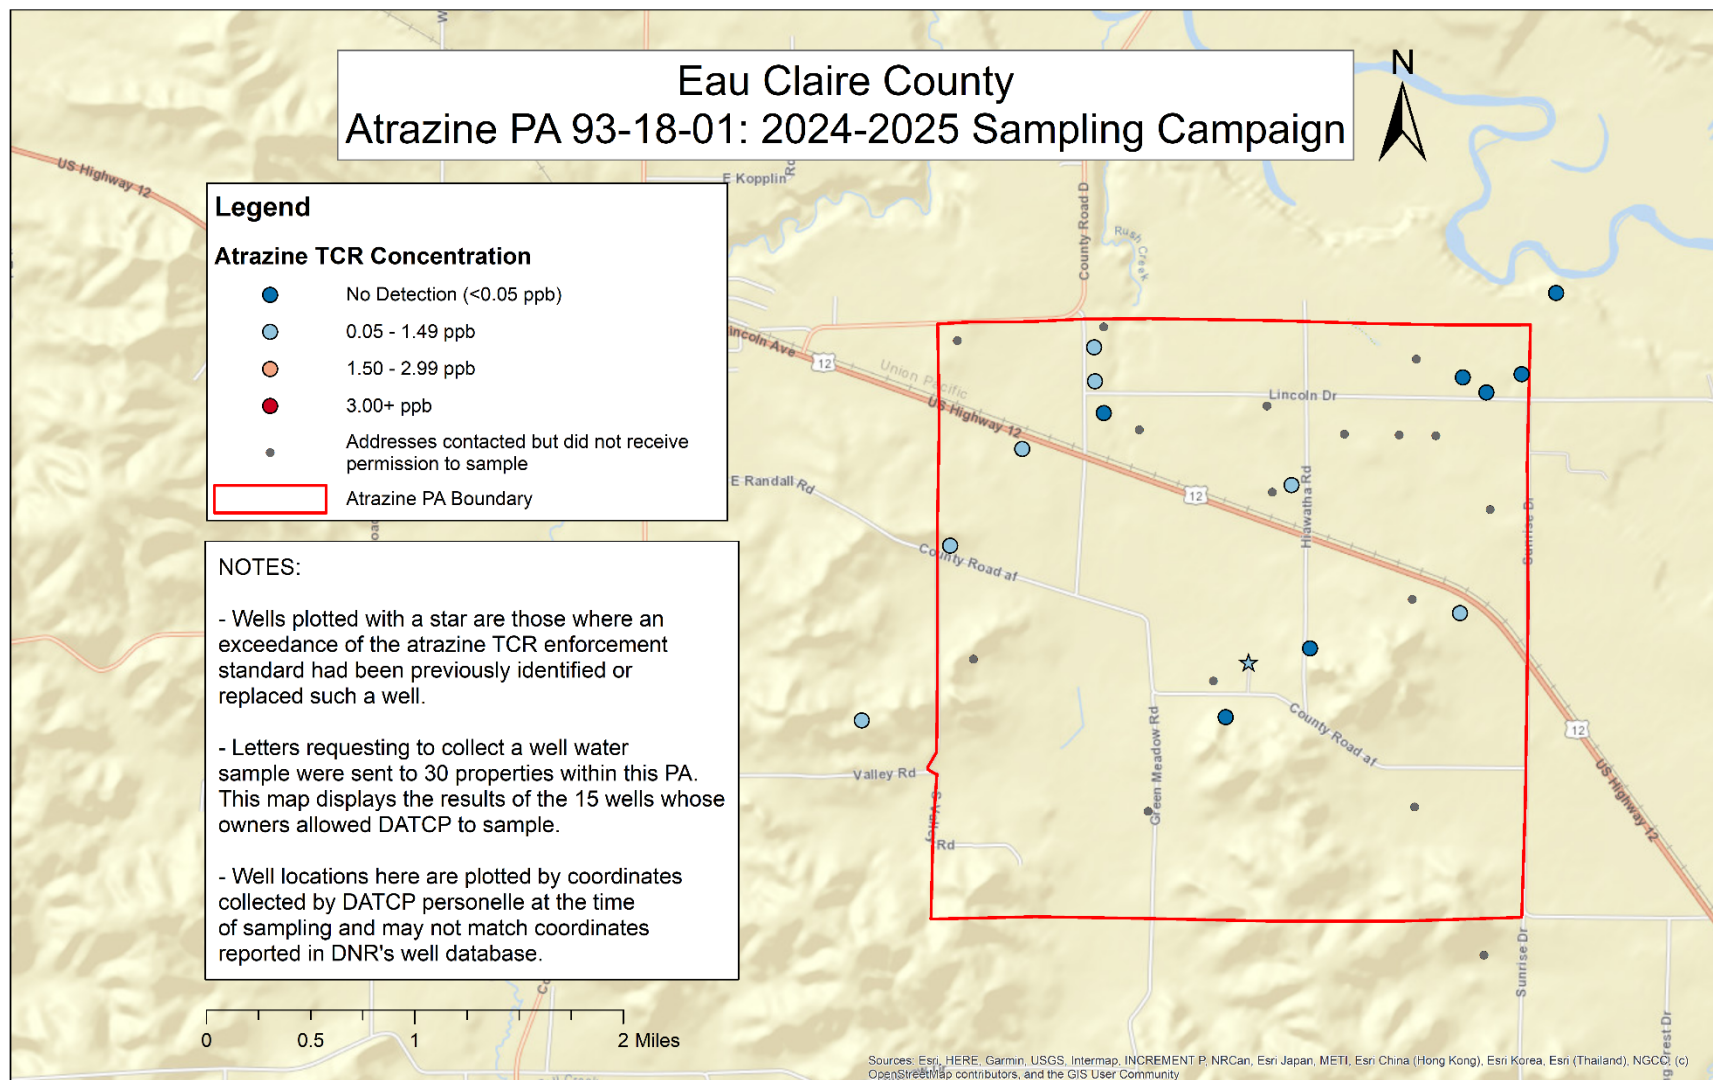 Eau Claire County
Atrazine PA 93-18-01: 2024-2025 Sampling Campaign
N
US Highway 12
E Kopplin Rd
County Road D
Rush Creek
Legend
Atrazine TCR Concentration
No Detection (<0.05 ppb)
0.05 - 1.49 ppb
1.50 - 2.99 ppb
3.00+ ppb
Addresses contacted but did not receive
permission to sample
Atrazine PA Boundary
Lincoln Ave
12
Union Pacific
US Highway 12
Lincoln Dr
E Randall Rd
12
Hiawatha Rd
Sunrise Dr
County Road af
NOTES:
- Wells plotted with a star are those where an
exceedance of the atrazine TCR enforcement
standard had been previously identified or
replaced such a well.
- Letters requesting to collect a well water
sample were sent to 30 properties within this PA.
This map displays the results of the 15 wells whose
owners allowed DATCP to sample.
- Well locations here are plotted by coordinates
collected by DATCP personelle at the time
of sampling and may not match coordinates
reported in DNR's well database.
Green Meadow Rd
County Road af
12
US Highway 12
Valley Rd
S Valley
Rd
Sunrise Dr
0 0.5 1 2 Miles
Sources: Esri, HERE, Garmin, USGS, Intermap, INCREMENT P, NRCan, Esri Japan, METI, Esri China (Hong Kong), Esri Korea, Esri (Thailand), NGCC, (c)
OpenStreetMap contributors, and the GIS User Community